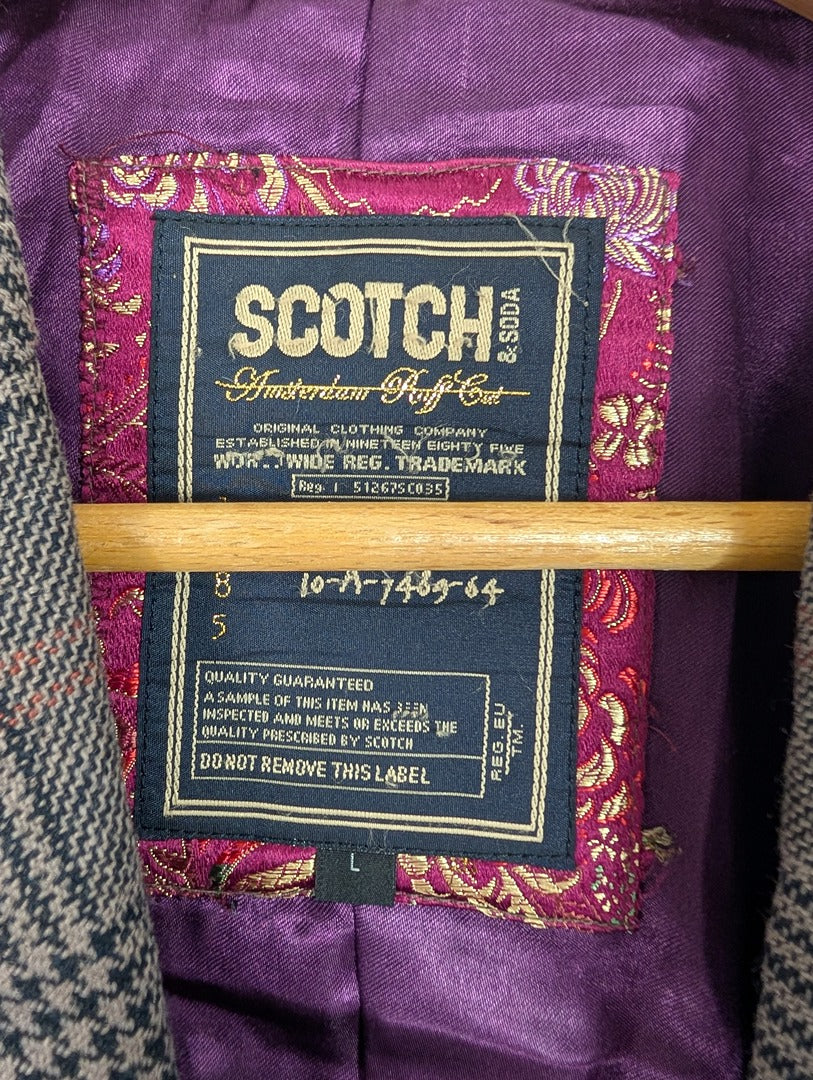 SCOTCH
& SODA
Amsterdam Ruff Cut
ORIGINAL CLOTHING COMPANY
ESTABLISHED IN NINETEEN EIGHTY FIVE
WORLDWIDE REG. TRADEMARK
Reg. 51267SC035
8
5
10-A-7489-64
QUALITY GUARANTEED
A SAMPLE OF THIS ITEM HAS BEEN
INSPECTED AND MEETS OR EXCEEDS THE
QUALITY PRESCRIBED BY SCOTCH
DO NOT REMOVE THIS LABEL
REG. EU
TM.
L